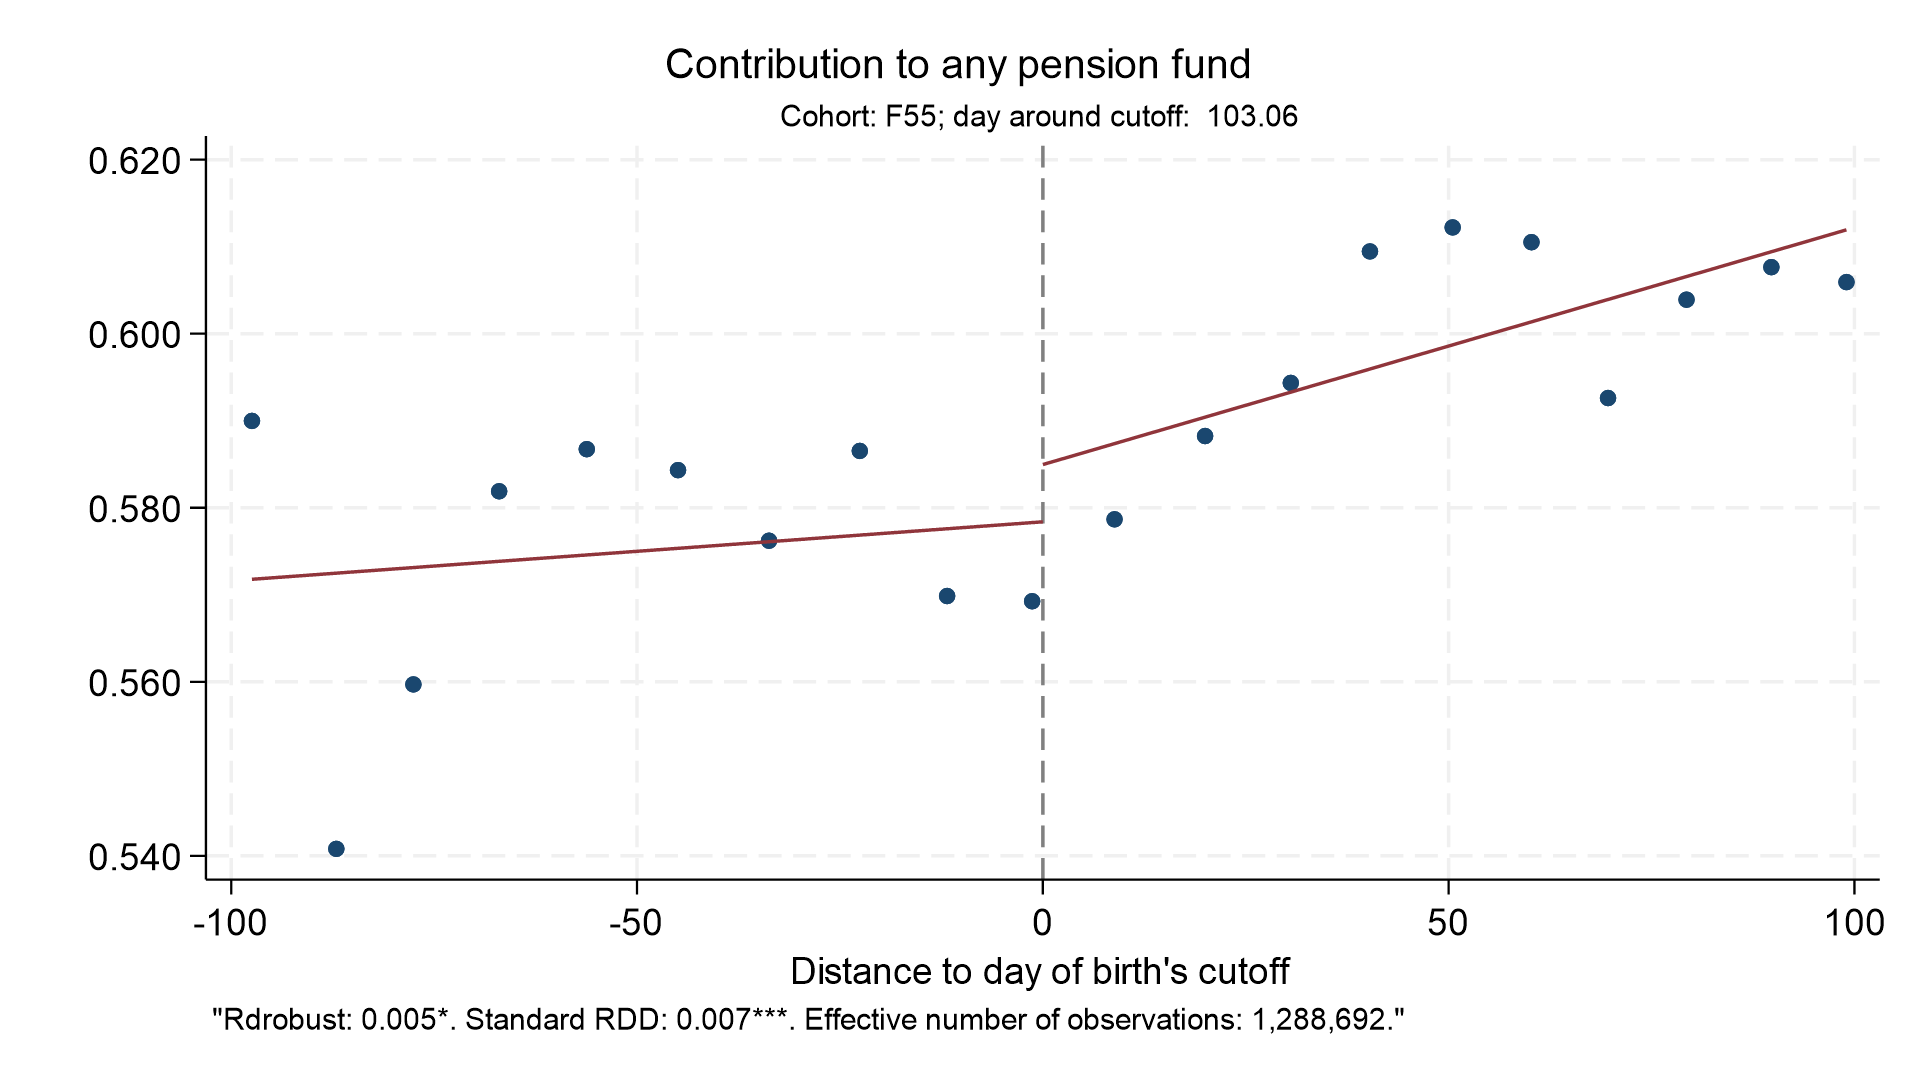 Contribution to any pension fund
Cohort: F55; day around cutoff:  103.06
0.620
0.600
0.580
0.560
0.540
-100
-50
0
50
100
Distance to day of birth's cutoff
"Rdrobust: 0.005*. Standard RDD: 0.007***. Effective number of observations: 1,288,692."